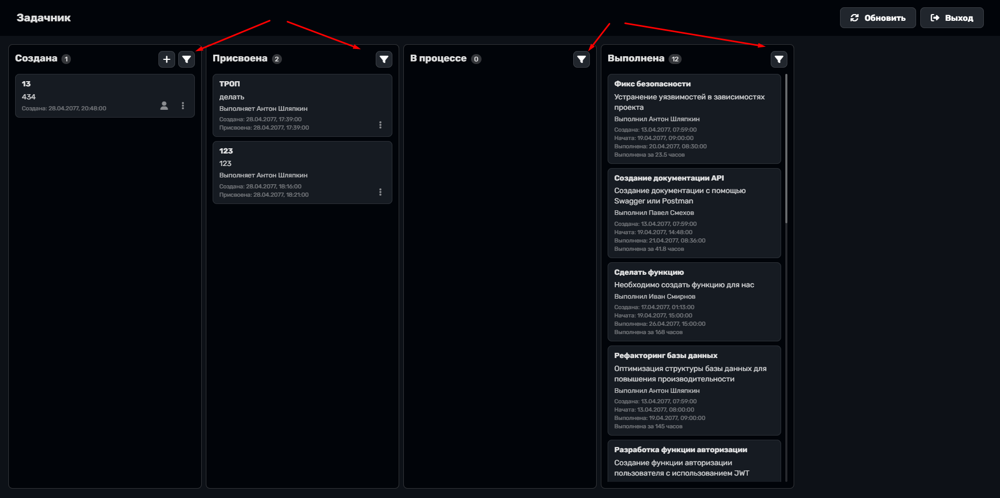 Задачник
Обновить
Выход
Создана 1
13
434
Создана: 28.04.2077, 20:48:00
Присвоена 2
ТРОП
делать
Выполняет Антон Шляпкин
Создана: 28.04.2077, 17:39:00
Присвоена: 28.04.2077, 17:39:00
123
123
Выполняет Антон Шляпкин
Создана: 28.04.2077, 18:16:00
Присвоена: 28.04.2077, 18:21:00
В процессе 0
Выполнена 12
Фикс безопасности
Устранение уязвимостей в зависимостях
проекта
Выполнил Антон Шляпкин
Создана: 13.04.2077, 07:59:00
Начата: 19.04.2077, 09:00:00
Выполнена: 20.04.2077, 08:30:00
Выполнена за 23.5 часов
Создание документации API
Создание документации с помощью
Swagger или Postman
Выполнил Павел Смехов
Создана: 13.04.2077, 07:59:00
Начата: 19.04.2077, 14:48:00
Выполнена: 21.04.2077, 08:36:00
Выполнена за 41.8 часов
Сделать функцию
Необходимо создать функцию для нас
Выполнил Иван Смирнов
Создана: 17.04.2077, 01:13:00
Начата: 19.04.2077, 15:00:00
Выполнена: 26.04.2077, 15:00:00
Выполнена за 168 часов
Рефакторинг базы данных
Оптимизация структуры базы данных для
повышения производительности
Выполнил Антон Шляпкин
Создана: 13.04.2077, 07:59:00
Начата: 13.04.2077, 08:00:00
Выполнена: 19.04.2077, 09:00:00
Выполнена за 145 часов
Разработка функции авторизации
Создание функции авторизации
пользователя с использованием JWT